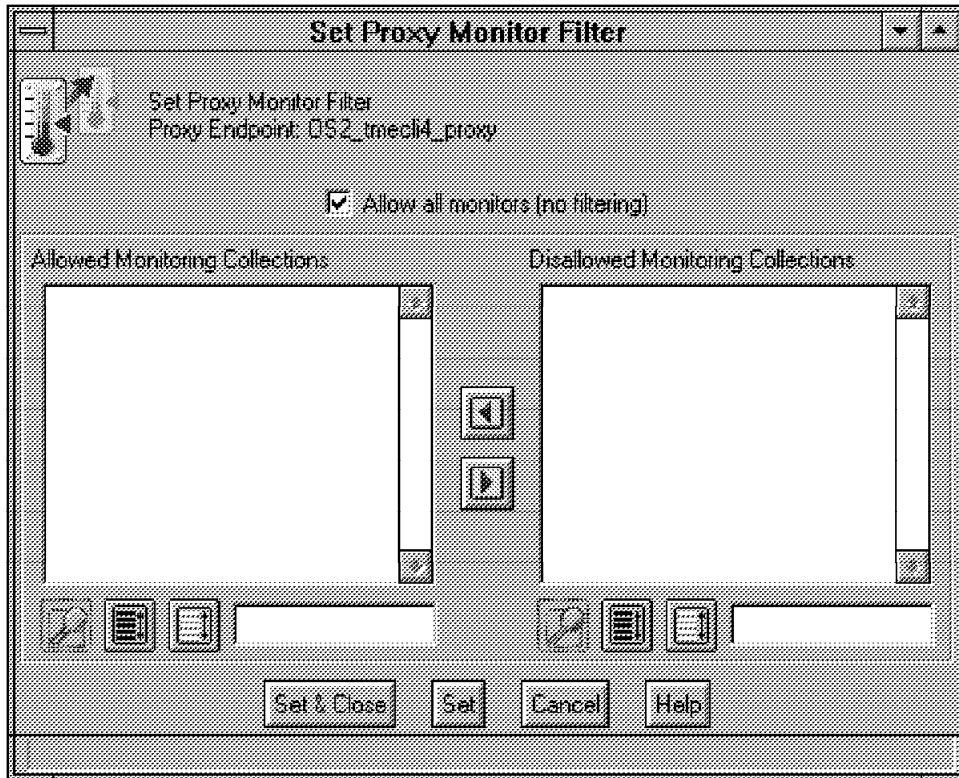 Set Proxy Monitor Filter
Set Proxy Monitor Filter
Proxy Endpoint: OS2_tmecli4_proxy
Allow all monitors (no filtering)
Allowed Monitoring Collections
Disallowed Monitoring Collections
Set & Close
Set
Cancel
Help